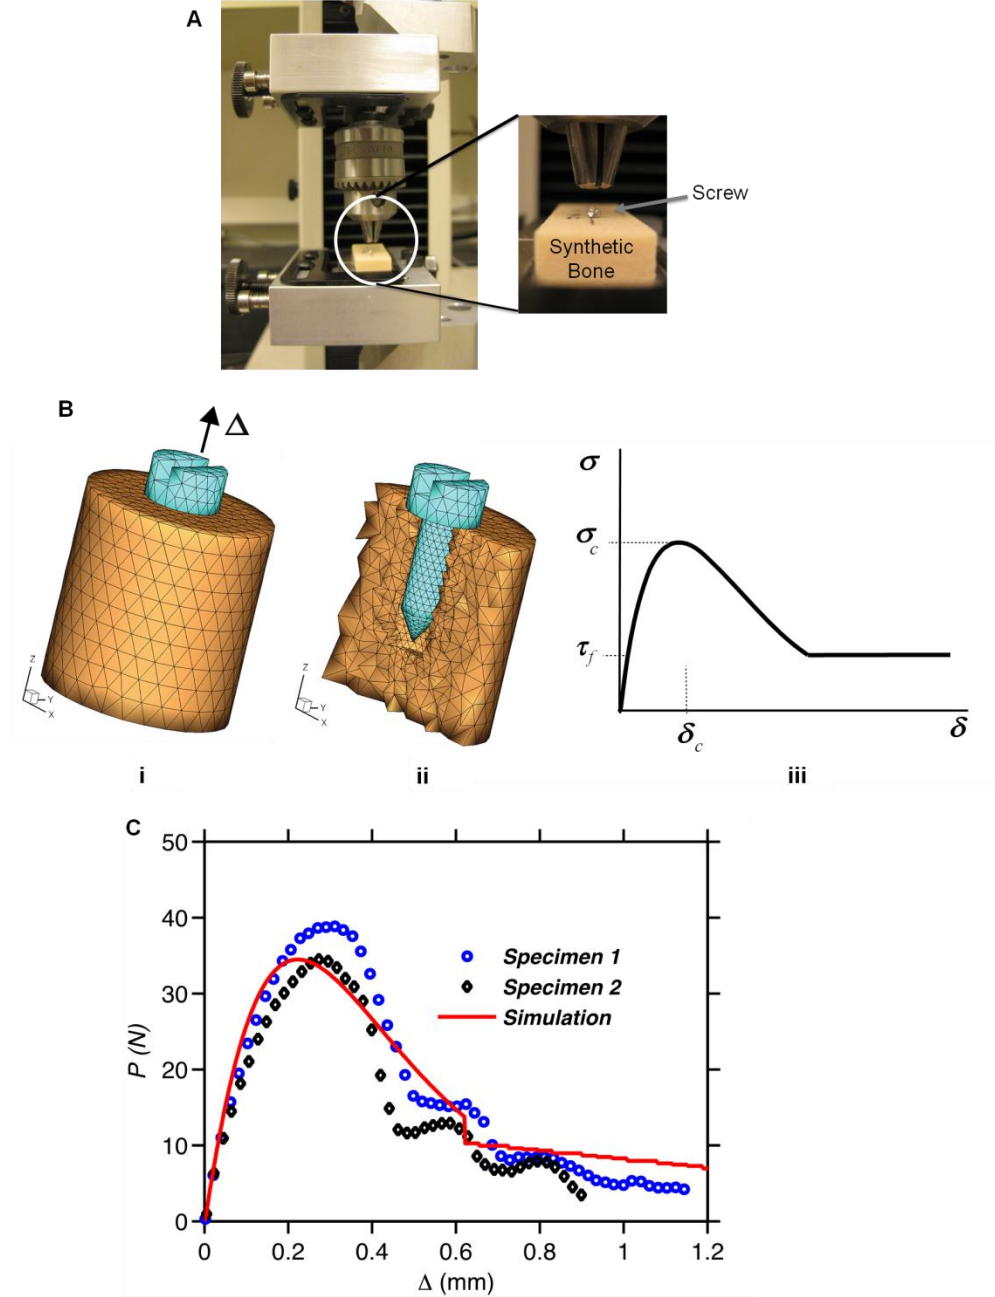 A
Screw
Synthetic
Bone
B
Δ
σ
σc
τf
δc
δ
Z
Y
X
Z
Y
X
i
ii
iii
C
50
40
30
20
10
0
P (N)
Specimen 1
Specimen 2
Simulation
0
0.2
0.4
0.6
0.8
1
1.2
Δ (mm)